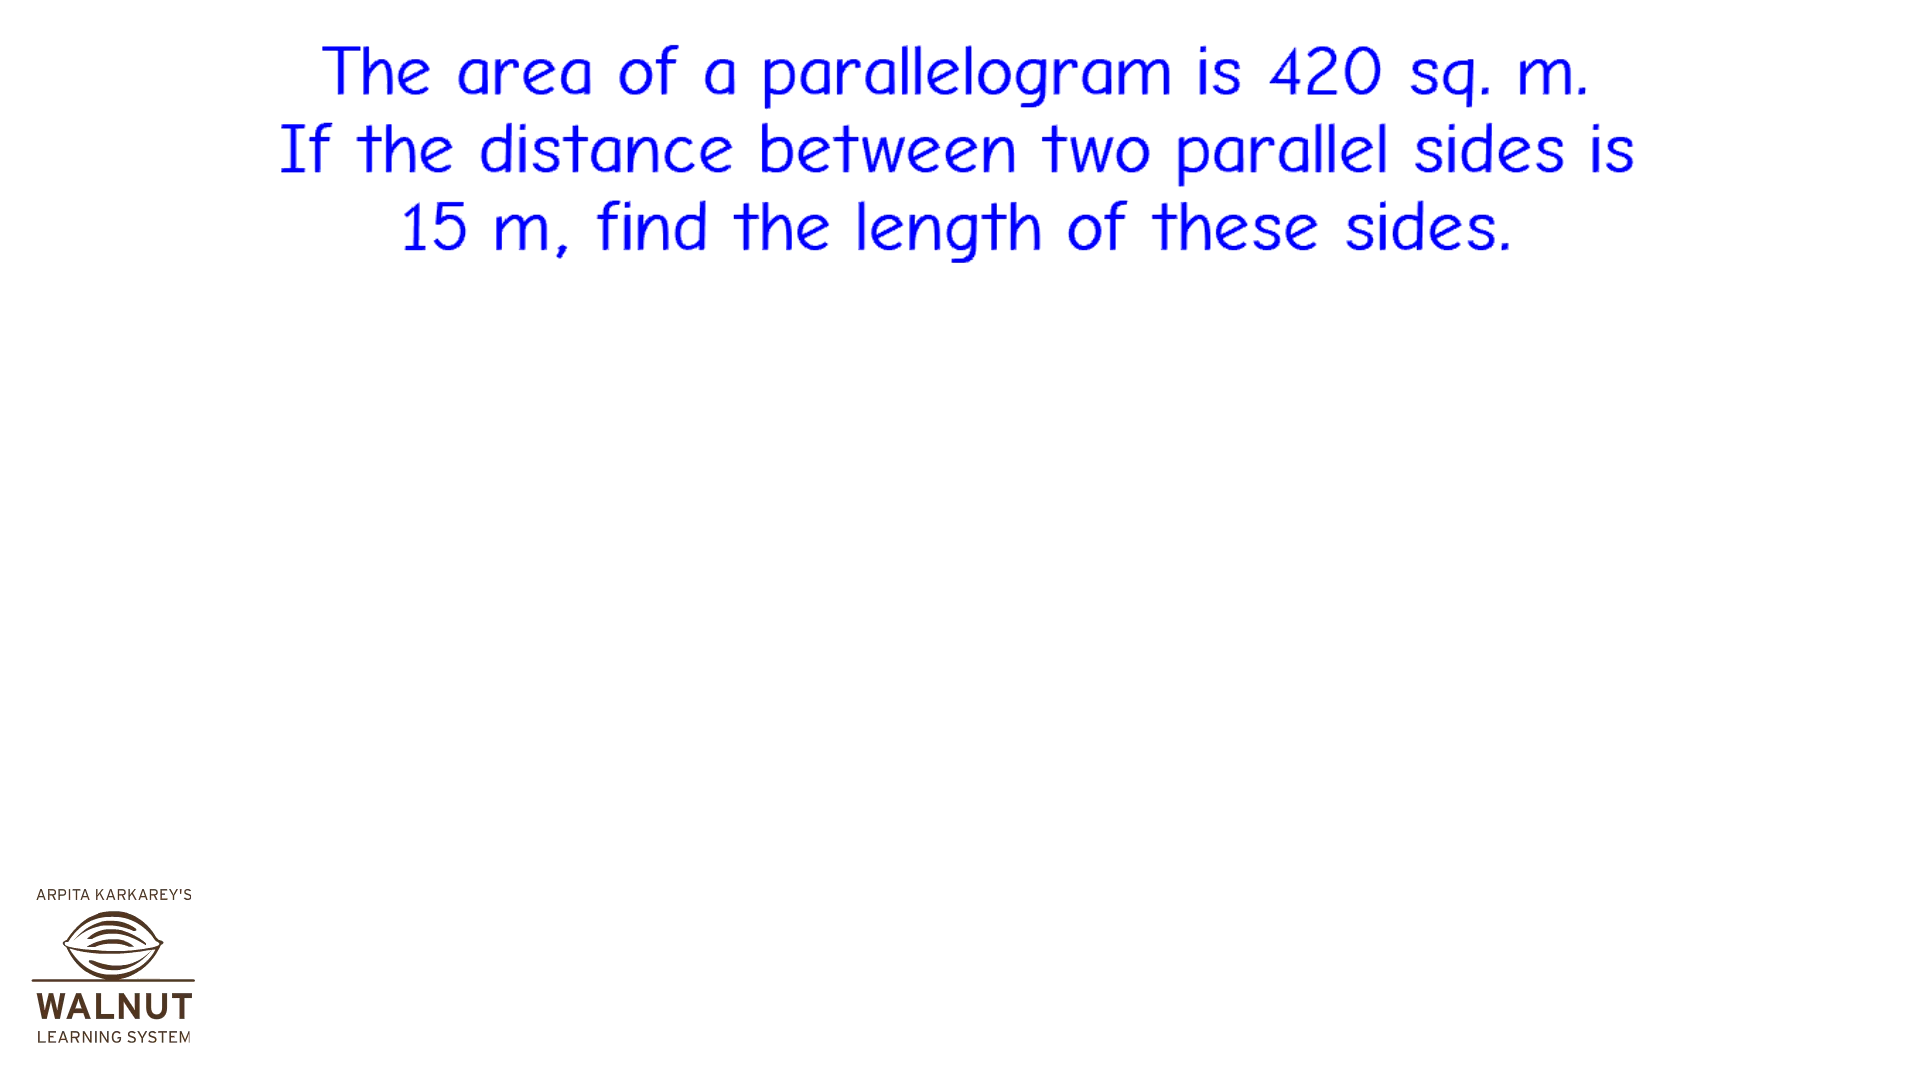 The area of a parallelogram is 420 sq. m.
If the distance between two parallel sides is
15 m, find the length of these sides.
ARPITA KARKAREY'S
WALNUT
LEARNING SYSTEM